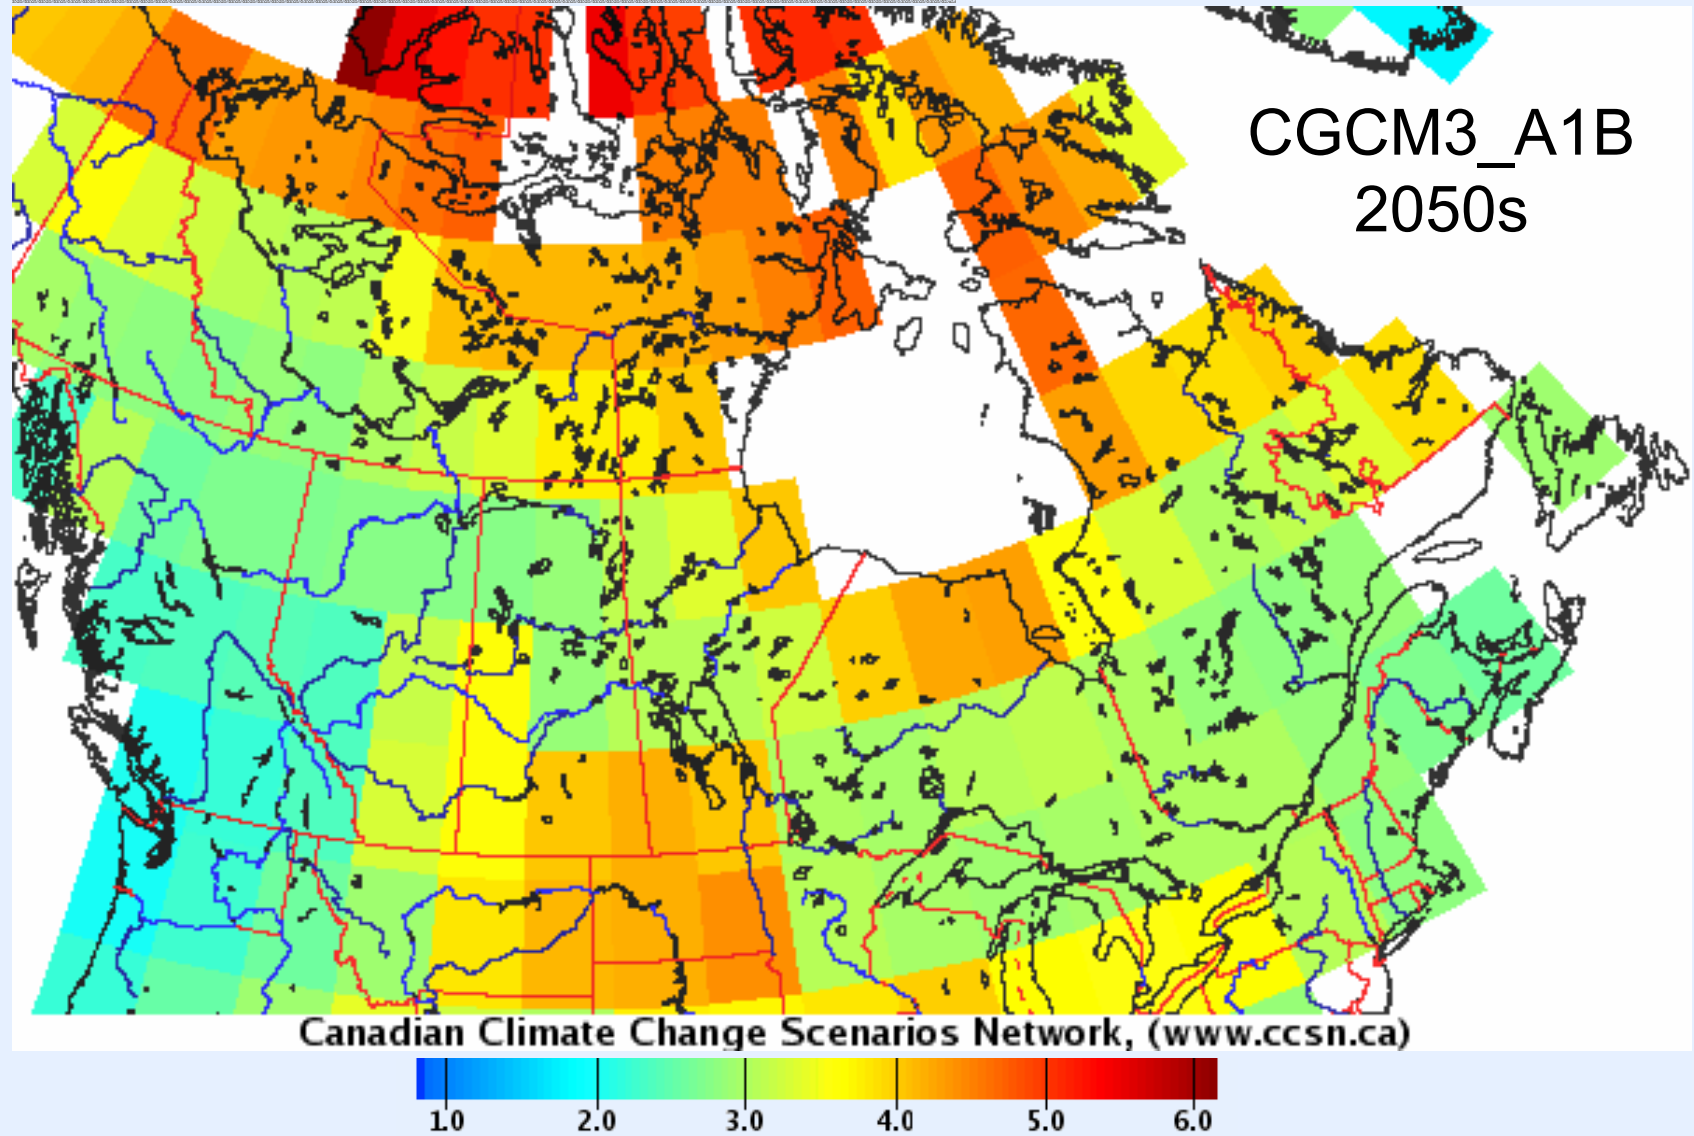 CGCM3_A1B
2050s
Canadian Climate Change Scenarios Network, (www.ccsn.ca)
1.0 2.0 3.0 4.0 5.0 6.0